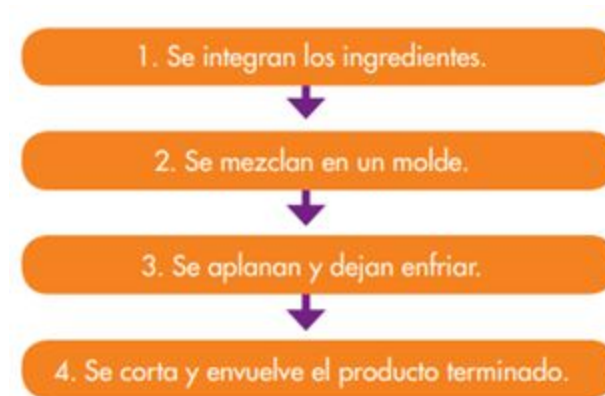 1. Se integran los ingredientes.
2. Se mezclan en un molde.
3. Se aplanan y dejan enfriar.
4. Se corta y envuelve el producto terminado.